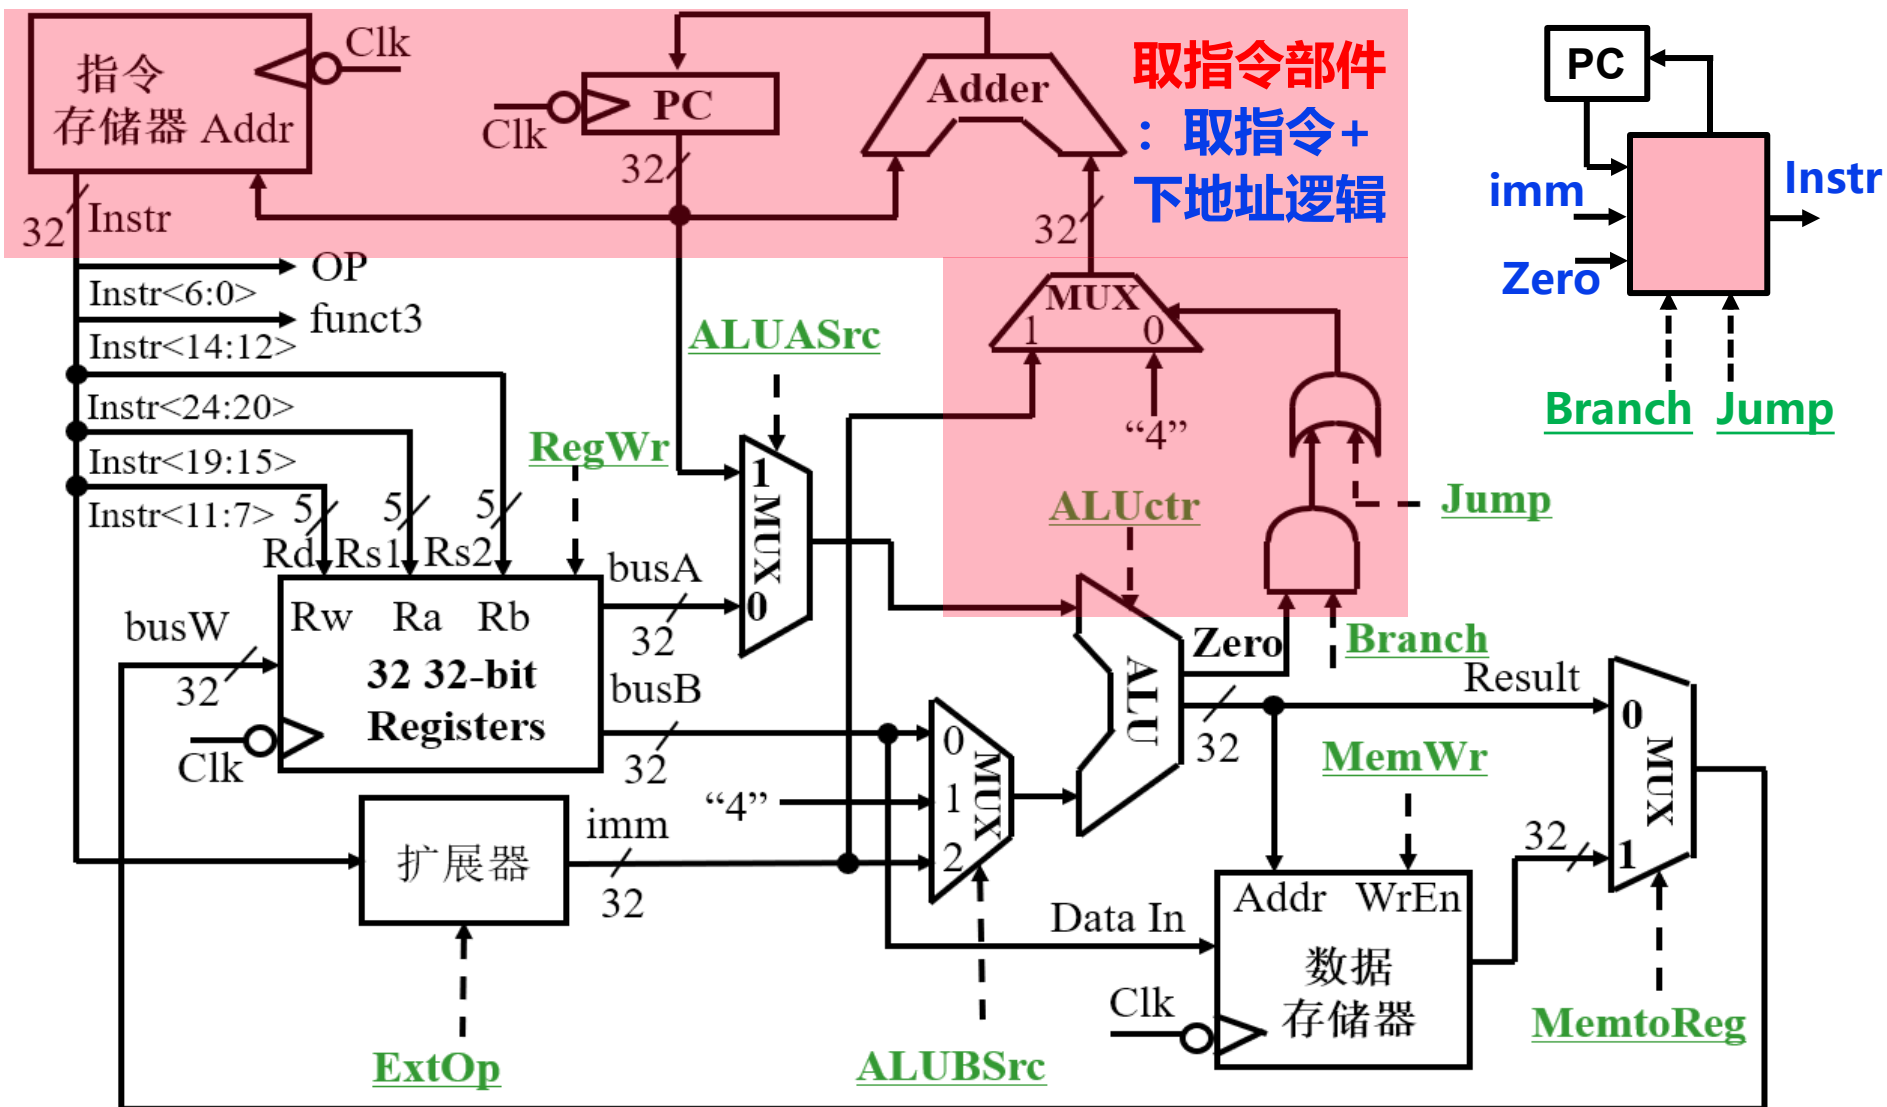 指令
存储器 Addr
Clk
Clk
PC
Adder
取指令部件
：取指令+
下地址逻辑
PC
imm
Zero
Instr
Branch
Jump
32
32
Instr
32
OP
Instr<6:0>
funct3
Instr<14:12>
Instr<24:20>
Instr<19:15>
Instr<11:7>
5
5
5
Rd
Rs1
Rs2
RegWr
ALUASrc
MUX
1
0
“4”
ALUctr
Jump
1
MUX
0
busA
32
busW
32
Rw
Ra
Rb
32 32-bit
Registers
Clk
busB
32
Zero
Branch
ALU
32
Result
0
MUX
1
MemWr
0
1
2
MUX
“4”
imm
32
扩展器
ExtOp
ALUBSrc
Data In
Addr
WrEn
数据
存储器
Clk
32
MemtoReg